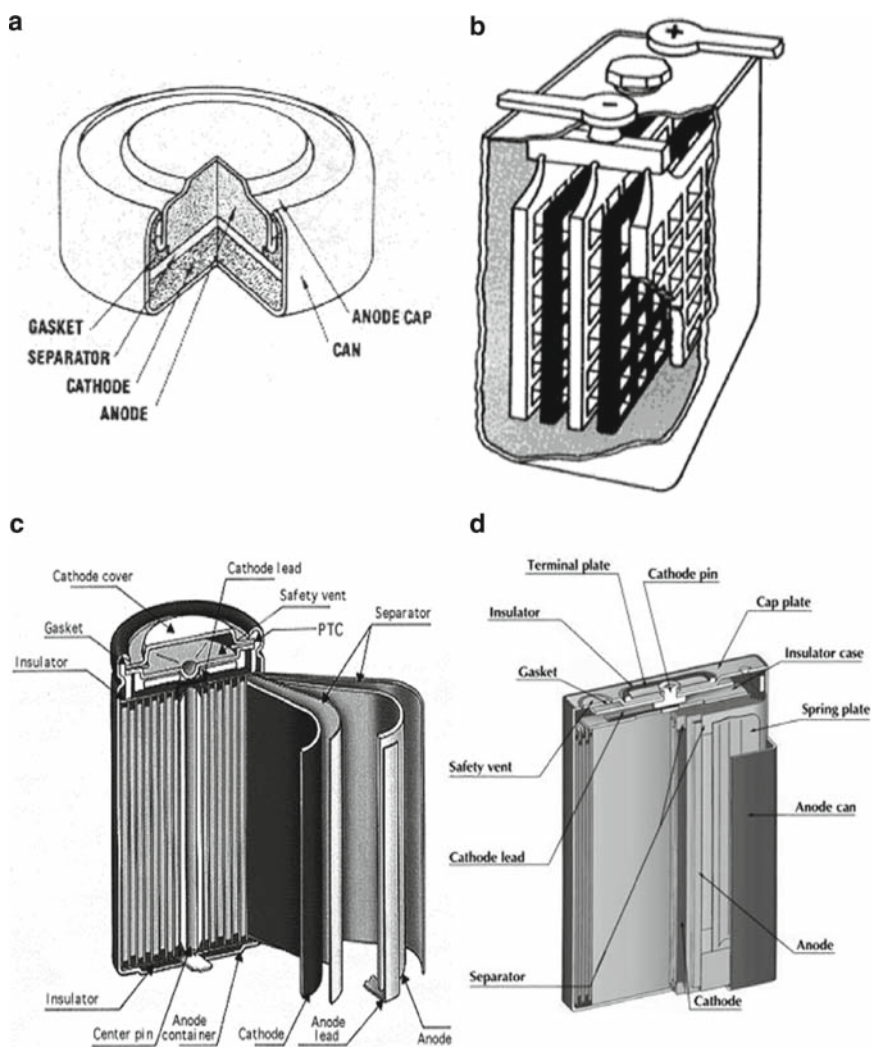 a
GASKET
SEPARATOR
CATHODE
ANODE
ANODE CAP
CAN
b
+
−
c
Cathode lead
Cathode cover
Safety vent
Separator
Gasket
PTC
Insulator
Insulator
Center pin
Anode
container
Cathode
Anode
lead
Anode
d
Terminal plate
Cathode pin
Insulator
Cap plate
Gasket
Insulator case
Spring plate
Safety vent
Anode can
Cathode lead
Anode
Separator
Cathode